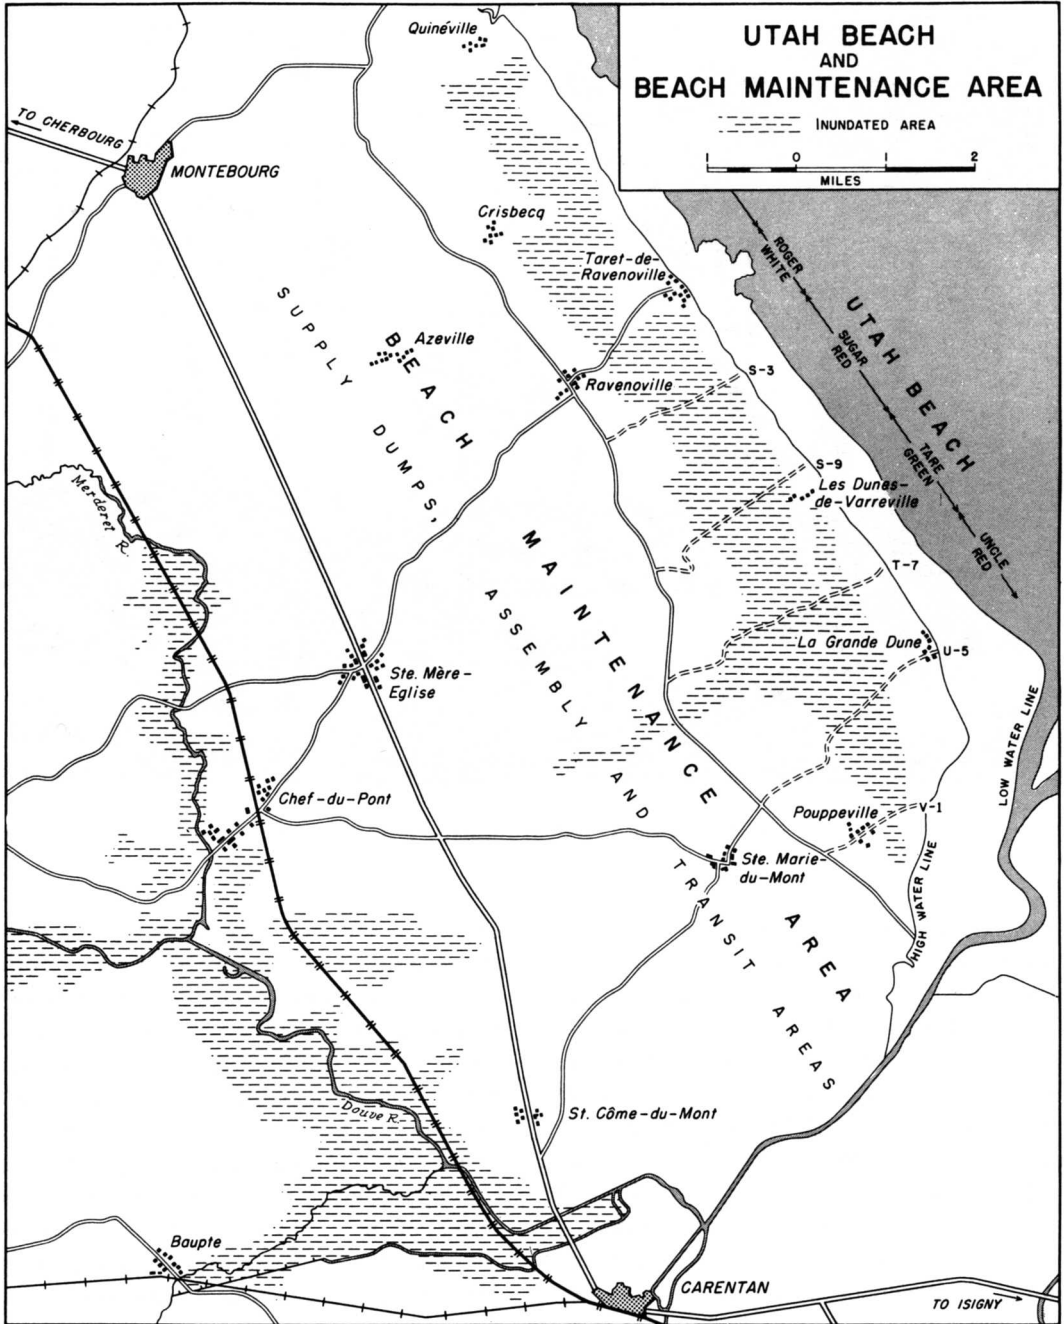 UTAH BEACH
AND
BEACH MAINTENANCE AREA
INUNDATED AREA
1 0 1 2
MILES
Quinéville
TO CHERBOURG
MONTEBOURG
Crisbecq
Taret-de-
Ravenoville
ROGER
WHITE
UTAH BEACH
SUGAR
RED
TARE
GREEN
UNCLE
RED
Azeville
Ravenoville
S-3
S-9
Les Dunes-
de-Varreville
T-7
La Grande Dune
U-5
Merderet R.
BEACH MAINTENANCE AREA
SUPPLY DUMPS, ASSEMBLY AND TRANSIT AREAS
Ste. Mère-
Eglise
LOW WATER LINE
Chef-du-Pont
Pouppeville
V-1
Ste. Marie-
du-Mont
HIGH WATER LINE
Douve R.
St. Côme-du-Mont
Baupte
CARENTAN
TO ISIGNY